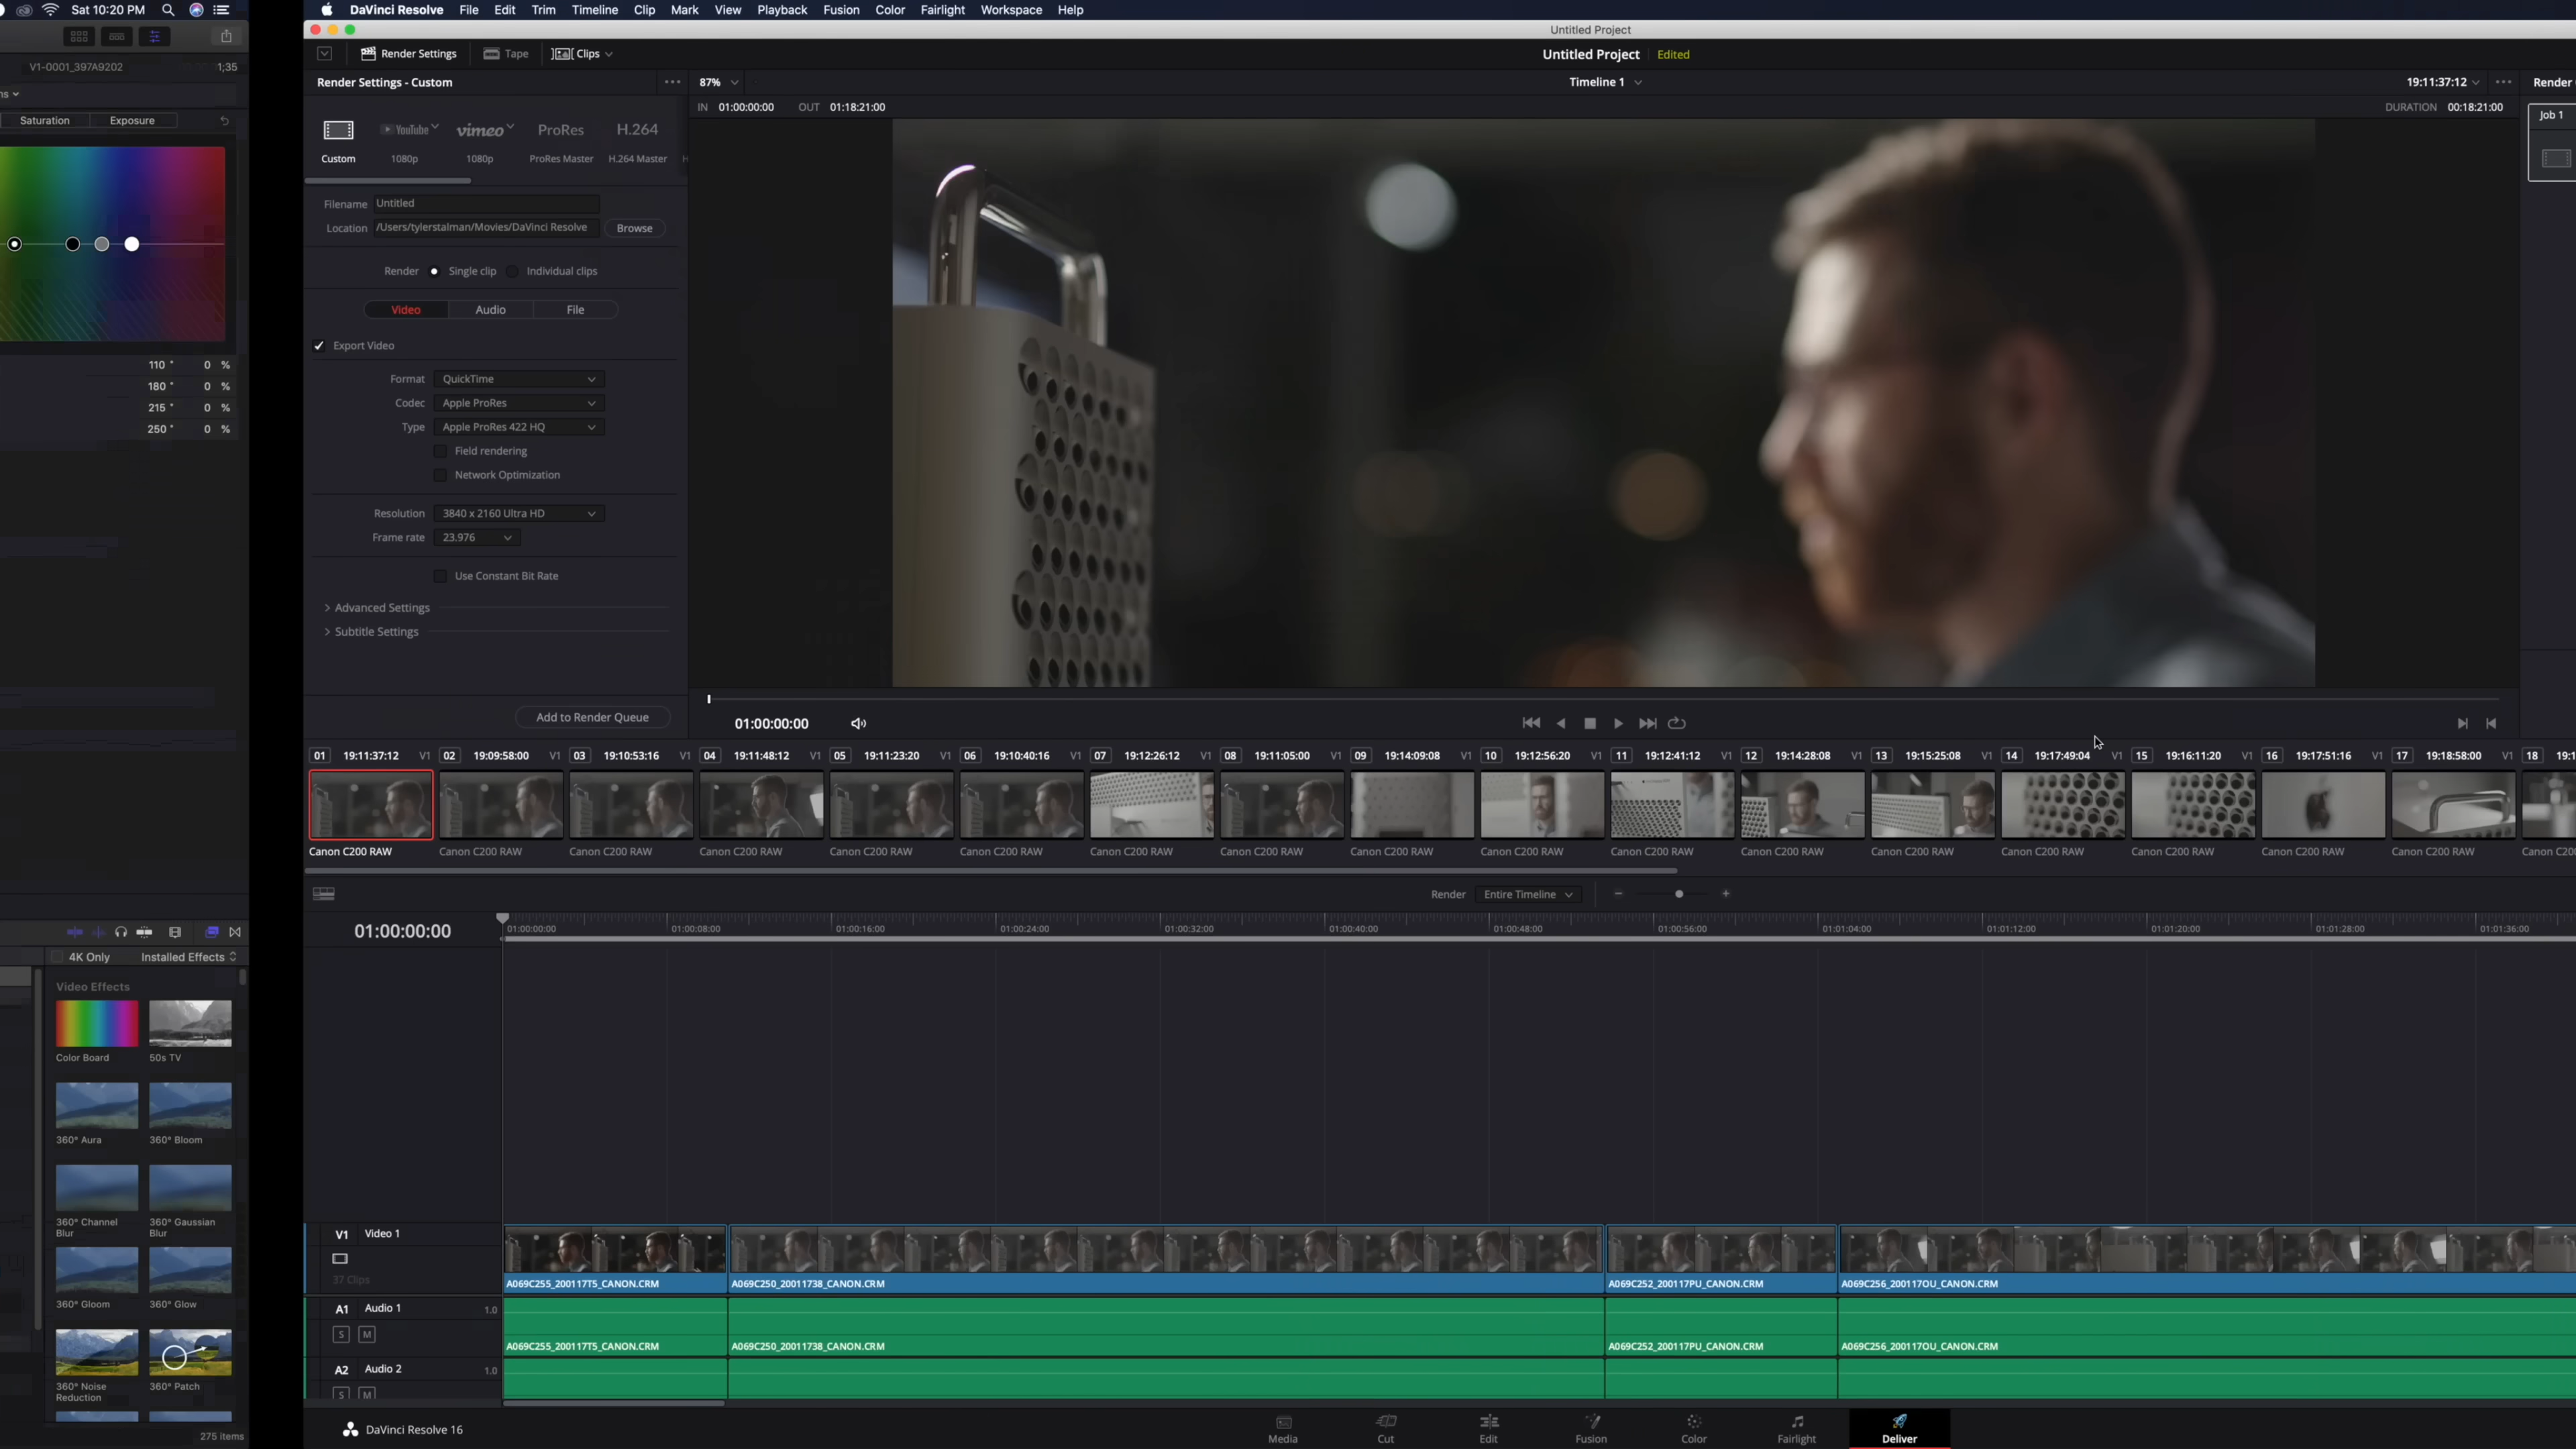 Sat 10:20 PM
V1-0001_397A9202
1;35
ns
Saturation
Exposure
110 ° 0 %
180 ° 0 %
215 ° 0 %
250 ° 0 %
4K Only
Installed Effects
Video Effects
Color Board
50s TV
360° Aura
360° Bloom
360° Channel Blur
360° Gaussian Blur
360° Gloom
360° Glow
360° Noise Reduction
360° Patch
275 items
DaVinci Resolve File Edit Trim Timeline Clip Mark View Playback Fusion Color Fairlight Workspace Help
Untitled Project
Render Settings
Tape
Clips
Untitled Project
Edited
Render Settings - Custom
87%
Timeline 1
19:11:37:12
Render
IN 01:00:00:00 OUT 01:18:21:00
DURATION 00:18:21:00
Job 1
YouTube vimeo ProRes H.264
Custom 1080p 1080p ProRes Master H.264 Master H
Filename Untitled
Location /Users/tylerstalman/Movies/DaVinci Resolve Browse
Render Single clip Individual clips
Video Audio File
Export Video
Format QuickTime
Codec Apple ProRes
Type Apple ProRes 422 HQ
Field rendering
Network Optimization
Resolution 3840 x 2160 Ultra HD
Frame rate 23.976
Use Constant Bit Rate
Advanced Settings
Subtitle Settings
Add to Render Queue
01:00:00:00
01 19:11:37:12 V1 02 19:09:58:00 V1 03 19:10:53:16 V1 04 19:11:48:12 V1 05 19:11:23:20 V1 06 19:10:40:16 V1 07 19:12:26:12 V1 08 19:11:05:00 V1 09 19:14:09:08 V1 10 19:12:56:20 V1 11 19:12:41:12 V1 12 19:14:28:08 V1 13 19:15:25:08 V1 14 19:17:49:04 V1 15 19:16:11:20 V1 16 19:17:51:16 V1 17 19:18:58:00 V1 18 19:1
Canon C200 RAW Canon C200 RAW Canon C200 RAW Canon C200 RAW Canon C200 RAW Canon C200 RAW Canon C200 RAW Canon C200 RAW Canon C200 RAW Canon C200 RAW Canon C200 RAW Canon C200 RAW Canon C200 RAW Canon C200 RAW Canon C200 RAW Canon C200 RAW Canon C200 RAW Canon C200
Render Entire Timeline
01:00:00:00
01:00:00:00 01:00:08:00 01:00:16:00 01:00:24:00 01:00:32:00 01:00:40:00 01:00:48:00 01:00:56:00 01:01:04:00 01:01:12:00 01:01:20:00 01:01:28:00 01:01:36:00
V1 Video 1
37 Clips
A069C255_200117T5_CANON.CRM A069C250_20011738_CANON.CRM A069C252_200117PU_CANON.CRM A069C256_200117OU_CANON.CRM
A1 Audio 1 1.0
S M
A069C255_200117T5_CANON.CRM A069C250_20011738_CANON.CRM A069C252_200117PU_CANON.CRM A069C256_200117OU_CANON.CRM
A2 Audio 2 1.0
S M
DaVinci Resolve 16
Media Cut Edit Fusion Color Fairlight Deliver